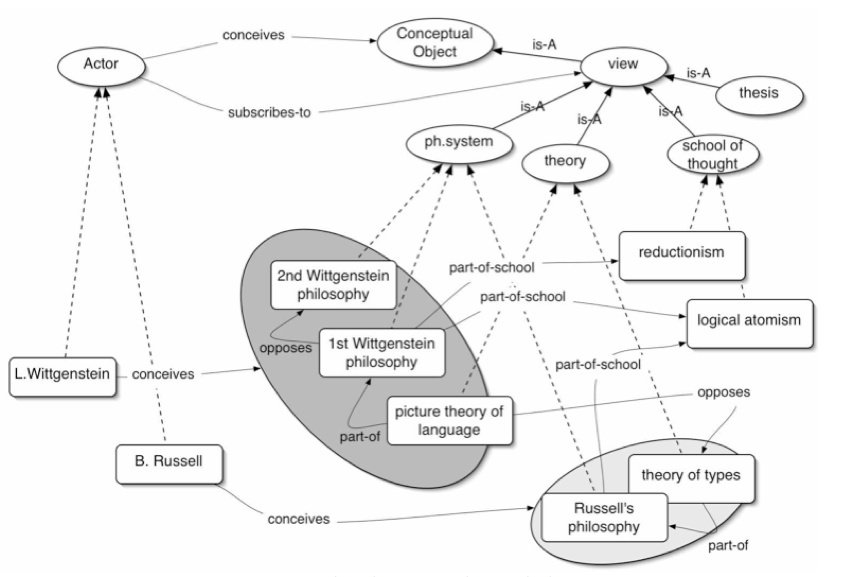 conceives
Conceptual
Object
is-A
Actor
view
is-A
thesis
subscribes-to
is-A
is-A
is-A
ph.system
theory
school of
thought
reductionism
part-of-school
2nd Wittgenstein
philosophy
part-of-school
logical atomism
opposes
1st Wittgenstein
philosophy
part-of-school
L.Wittgenstein
conceives
opposes
picture theory of
language
part-of
B. Russell
theory of types
Russell's
philosophy
conceives
part-of